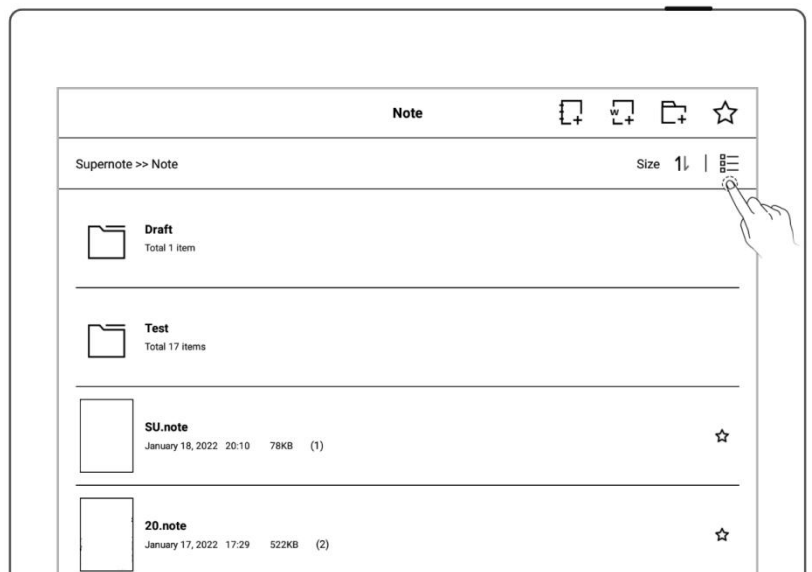 Note
W
Supernote >> Note
Size
Draft
Total 1 item
Test
Total 17 items
SU.note
January 18, 2022 20:10 78KB (1)
20.note
January 17, 2022 17:29 522KB (2)